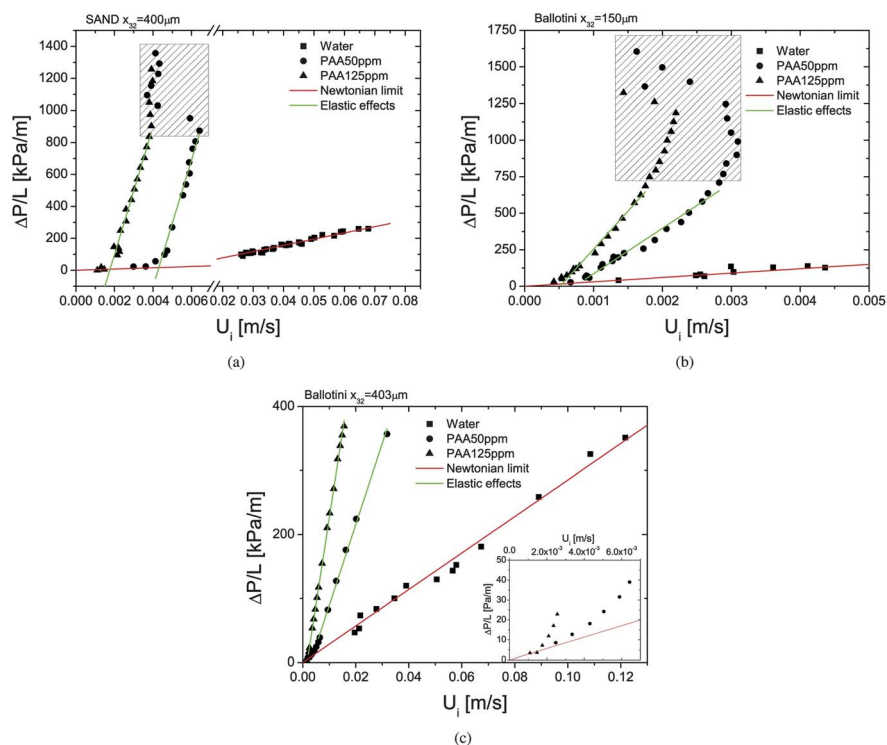 SAND x32=400μm
ΔP/L [kPa/m]
1400
1200
1000
800
600
400
200
0
Water
PAA50ppm
PAA125ppm
Newtonian limit
Elastic effects
0.000 0.002 0.004 0.006 0.02 0.03 0.04 0.05 0.06 0.07 0.08
Ui [m/s]
(a)
Ballotini x32=150μm
ΔP/L [kPa/m]
1750
1500
1250
1000
750
500
250
0
Water
PAA50ppm
PAA125ppm
Newtonian limit
Elastic effects
0.000 0.001 0.002 0.003 0.004 0.005
Ui [m/s]
(b)
Ballotini x32=403μm
ΔP/L [kPa/m]
400
200
0
Water
PAA50ppm
PAA125ppm
Newtonian limit
Elastic effects
Ui [m/s]
0.0 2.0x10-3 4.0x10-3 6.0x10-3
ΔP/L [Pa/m]
50
40
30
20
10
0
0.00 0.02 0.04 0.06 0.08 0.10 0.12
Ui [m/s]
(c)